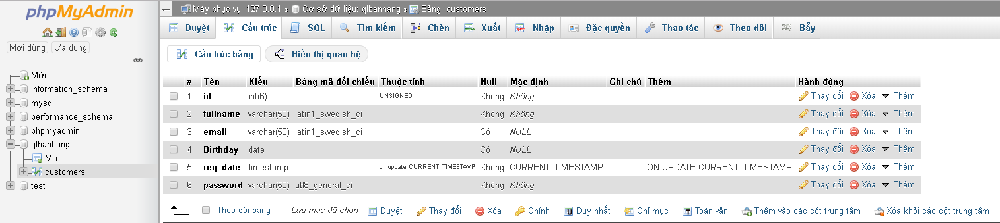 phpMyAdmin
Mới dùng Ưa dùng
Mới
information_schema
mysql
performance_schema
phpmyadmin
qlbanhang
Mới
customers
test
Máy phục vụ: 127.0.0.1 » Cơ sở dữ liệu: qlbanhang » Bảng: customers
Duyệt Cấu trúc SQL Tìm kiếm Chèn Xuất Nhập Đặc quyền Thao tác Theo dõi Bẫy
Cấu trúc bảng Hiển thị quan hệ
# Tên Kiểu Bảng mã đối chiếu Thuộc tính Null Mặc định Ghi chú Thêm Hành động
1 id int(6) UNSIGNED Không Không Thay đổi Xóa Thêm
2 fullname varchar(50) latin1_swedish_ci Không Không Thay đổi Xóa Thêm
3 email varchar(50) latin1_swedish_ci Có NULL Thay đổi Xóa Thêm
4 Birthday date Có NULL Thay đổi Xóa Thêm
5 reg_date timestamp on update CURRENT_TIMESTAMP Không CURRENT_TIMESTAMP ON UPDATE CURRENT_TIMESTAMP Thay đổi Xóa Thêm
6 password varchar(50) utf8_general_ci Không Không Thay đổi Xóa Thêm
Theo dõi bảng Lưu mục đã chọn Duyệt Thay đổi Xóa Chính Duy nhất Chỉ mục Toàn văn Thêm vào các cột trung tâm Xóa khỏi các cột trung tâm